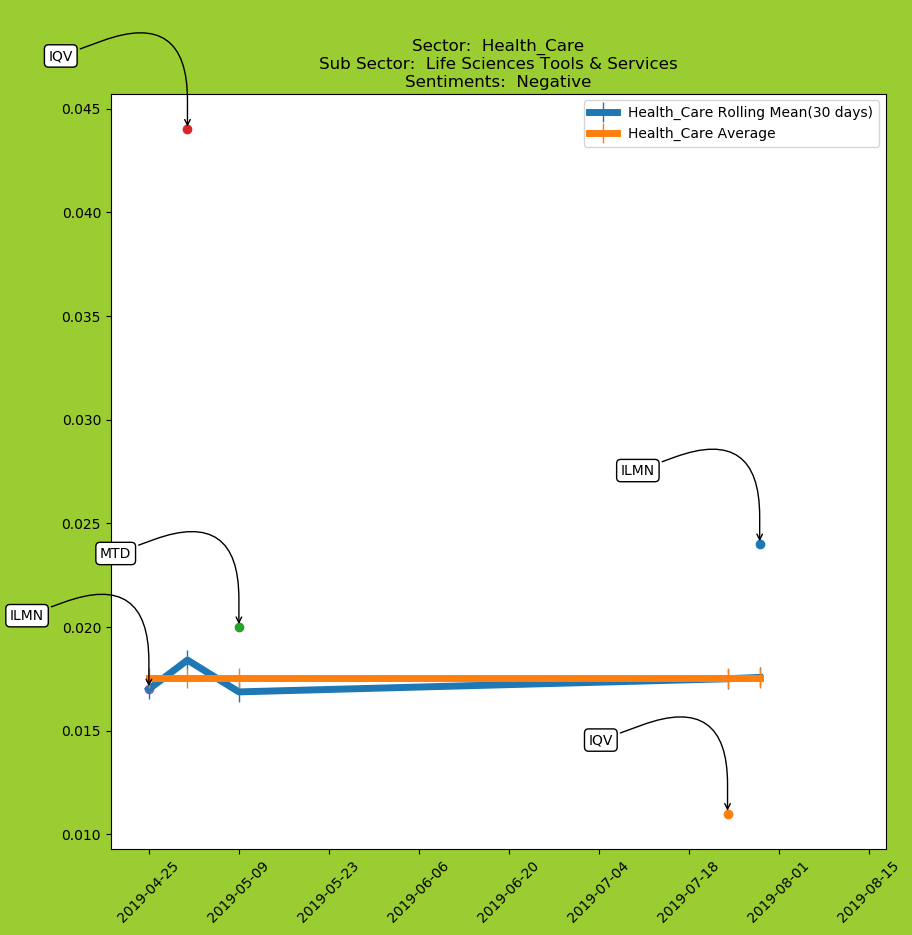 IQV
Sector:  Health_Care
Sub Sector:  Life Sciences Tools & Services
Sentiments:  Negative
Health_Care Rolling Mean(30 days)
Health_Care Average
0.045
0.040
0.035
0.030
0.025
0.020
0.015
0.010
ILMN
MTD
ILMN
IQV
2019-04-25
2019-05-09
2019-05-23
2019-06-06
2019-06-20
2019-07-04
2019-07-18
2019-08-01
2019-08-15